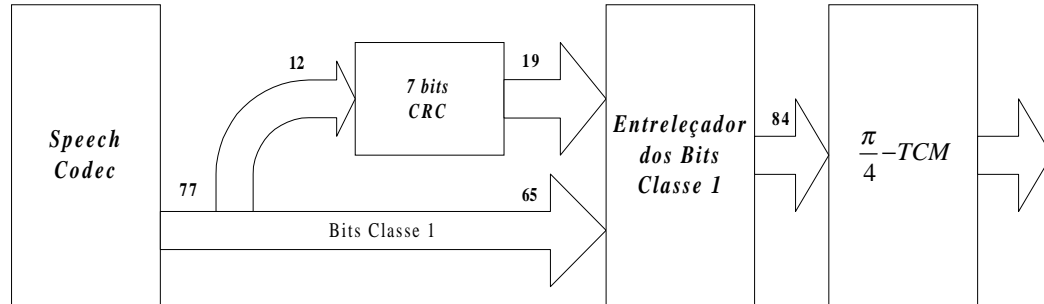 Speech
Codec
77
12
7 bits
CRC
19
65
Bits Classe 1
Entreleçador
dos Bits
Classe 1
84
π/4 –TCM